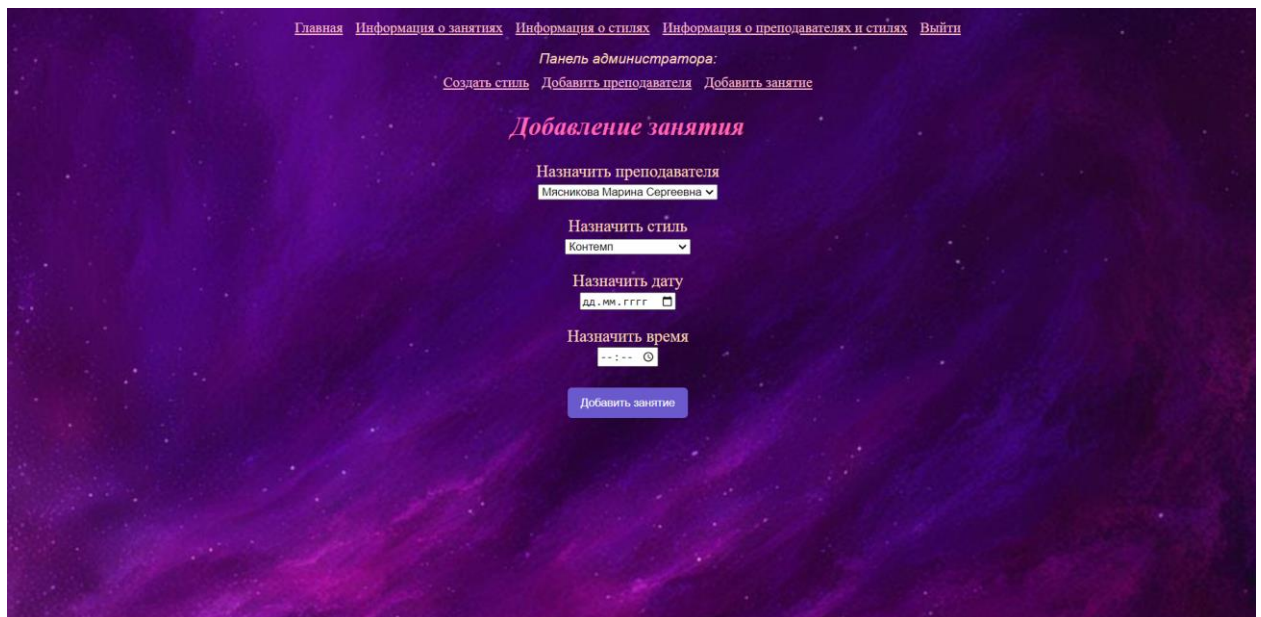 Главная Информация о занятиях Информация о стилях Информация о преподавателях и стилях Выйти
Панель администратора:
Создать стиль Добавить преподавателя Добавить занятие
Добавление занятия
Назначить преподавателя
Мясникова Марина Сергеевна
Назначить стиль
Контемп
Назначить дату
дд.мм.гггг
Назначить время
--:--
Добавить занятие